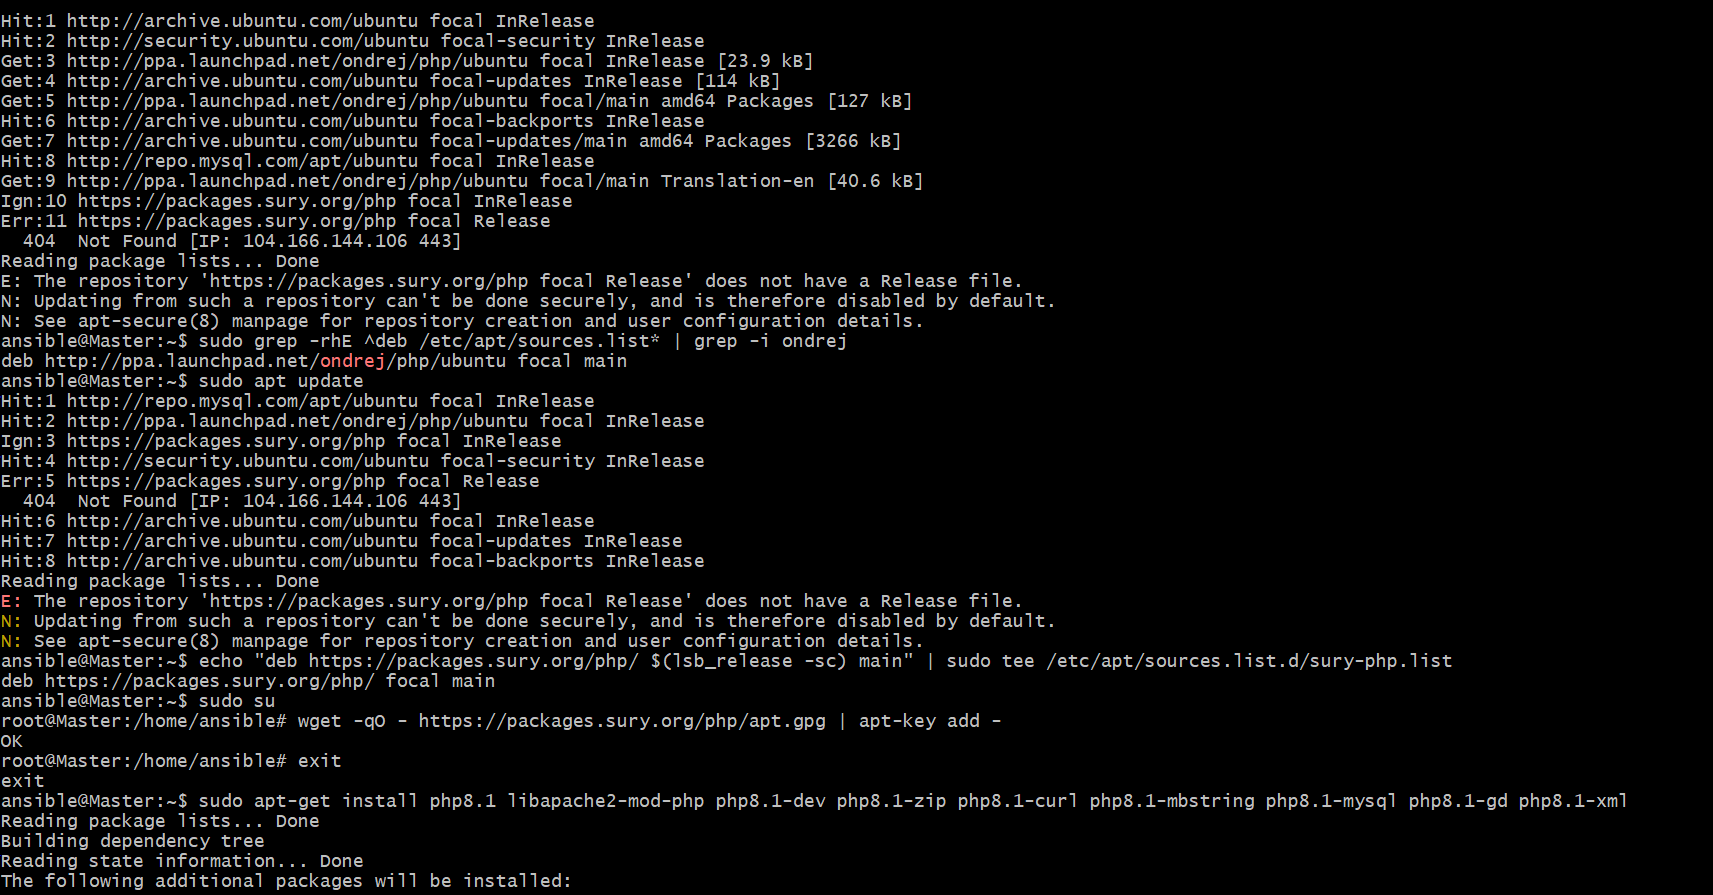 Hit:1 http://archive.ubuntu.com/ubuntu focal InRelease
Hit:2 http://security.ubuntu.com/ubuntu focal-security InRelease
Get:3 http://ppa.launchpad.net/ondrej/php/ubuntu focal InRelease [23.9 kB]
Get:4 http://archive.ubuntu.com/ubuntu focal-updates InRelease [114 kB]
Get:5 http://ppa.launchpad.net/ondrej/php/ubuntu focal/main amd64 Packages [127 kB]
Hit:6 http://archive.ubuntu.com/ubuntu focal-backports InRelease
Get:7 http://archive.ubuntu.com/ubuntu focal-updates/main amd64 Packages [3266 kB]
Hit:8 http://repo.mysql.com/apt/ubuntu focal InRelease
Get:9 http://ppa.launchpad.net/ondrej/php/ubuntu focal/main Translation-en [40.6 kB]
Ign:10 https://packages.sury.org/php focal InRelease
Err:11 https://packages.sury.org/php focal Release
  404  Not Found [IP: 104.166.144.106 443]
Reading package lists... Done
E: The repository 'https://packages.sury.org/php focal Release' does not have a Release file.
N: Updating from such a repository can't be done securely, and is therefore disabled by default.
N: See apt-secure(8) manpage for repository creation and user configuration details.
ansible@Master:~$ sudo grep -rhE ^deb /etc/apt/sources.list* | grep -i ondrej
deb http://ppa.launchpad.net/ondrej/php/ubuntu focal main
ansible@Master:~$ sudo apt update
Hit:1 http://repo.mysql.com/apt/ubuntu focal InRelease
Hit:2 http://ppa.launchpad.net/ondrej/php/ubuntu focal InRelease
Ign:3 https://packages.sury.org/php focal InRelease
Hit:4 http://security.ubuntu.com/ubuntu focal-security InRelease
Err:5 https://packages.sury.org/php focal Release
  404  Not Found [IP: 104.166.144.106 443]
Hit:6 http://archive.ubuntu.com/ubuntu focal InRelease
Hit:7 http://archive.ubuntu.com/ubuntu focal-updates InRelease
Hit:8 http://archive.ubuntu.com/ubuntu focal-backports InRelease
Reading package lists... Done
E: The repository 'https://packages.sury.org/php focal Release' does not have a Release file.
N: Updating from such a repository can't be done securely, and is therefore disabled by default.
N: See apt-secure(8) manpage for repository creation and user configuration details.
ansible@Master:~$ echo "deb https://packages.sury.org/php/ $(lsb_release -sc) main" | sudo tee /etc/apt/sources.list.d/sury-php.list
deb https://packages.sury.org/php/ focal main
ansible@Master:~$ sudo su
root@Master:/home/ansible# wget -qO - https://packages.sury.org/php/apt.gpg | apt-key add -
OK
root@Master:/home/ansible# exit
exit
ansible@Master:~$ sudo apt-get install php8.1 libapache2-mod-php php8.1-dev php8.1-zip php8.1-curl php8.1-mbstring php8.1-mysql php8.1-gd php8.1-xml
Reading package lists... Done
Building dependency tree
Reading state information... Done
The following additional packages will be installed: